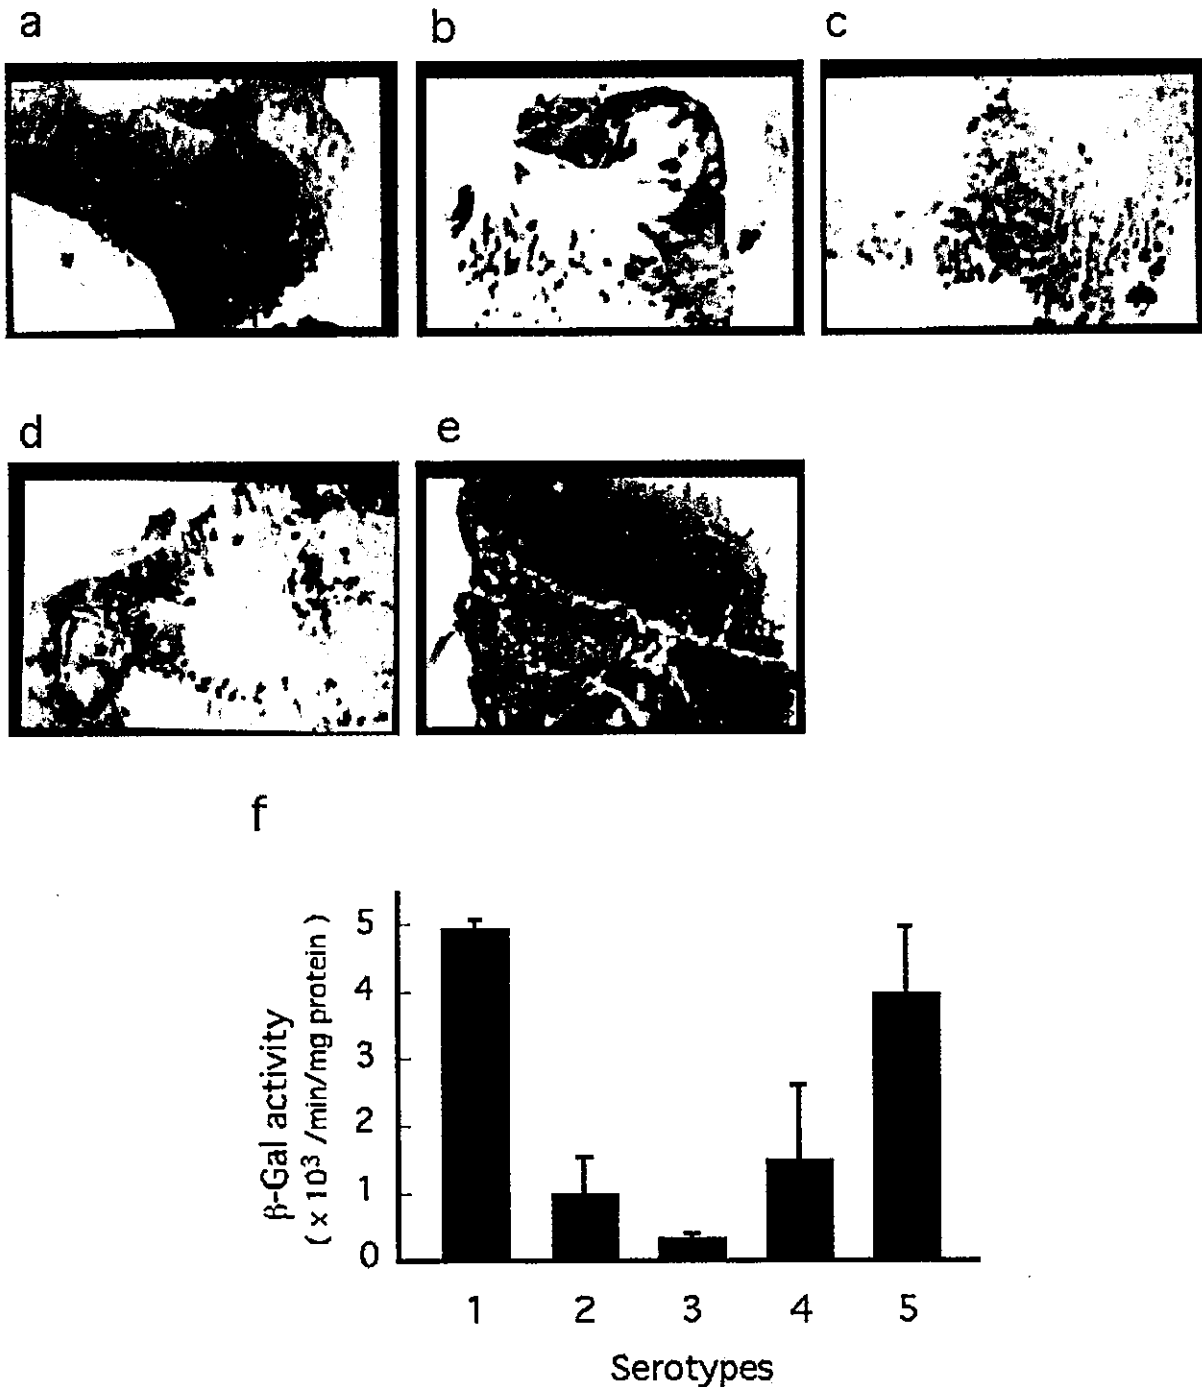 a
b
c
d
e
f
β-Gal activity
( x 10³ /min/mg protein )
5
4
3
2
1
0
1 2 3 4 5
Serotypes